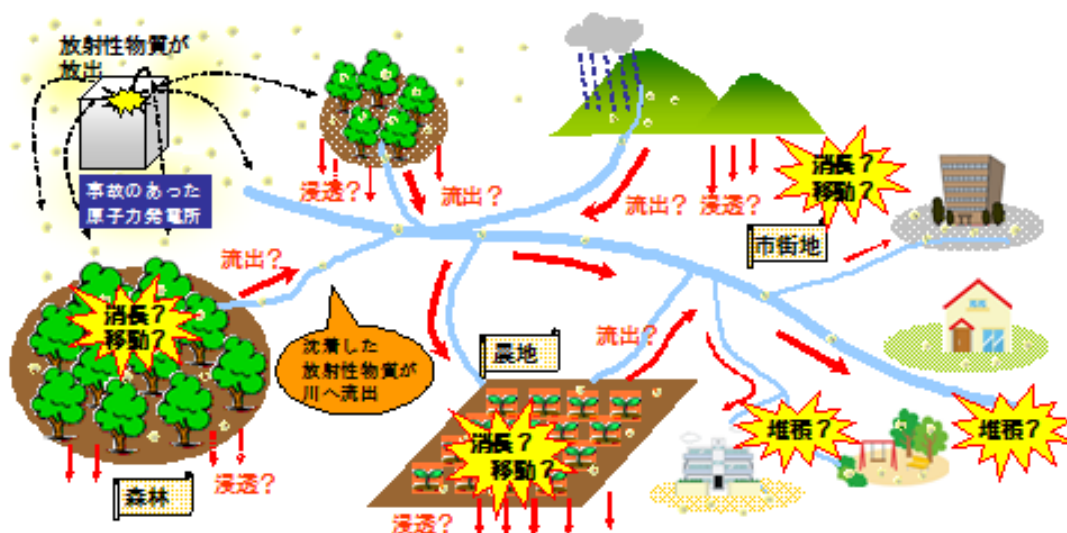 放射性物質が
放出
事故のあった
原子力発電所
浸透?
流出?
流出?
浸透?
消長?
移動?
市街地
流出?
消長?
移動?
沈着した
放射性物質が
川へ流出
農地
流出?
消長?
移動?
堆積?
堆積?
森林
浸透?
浸透?